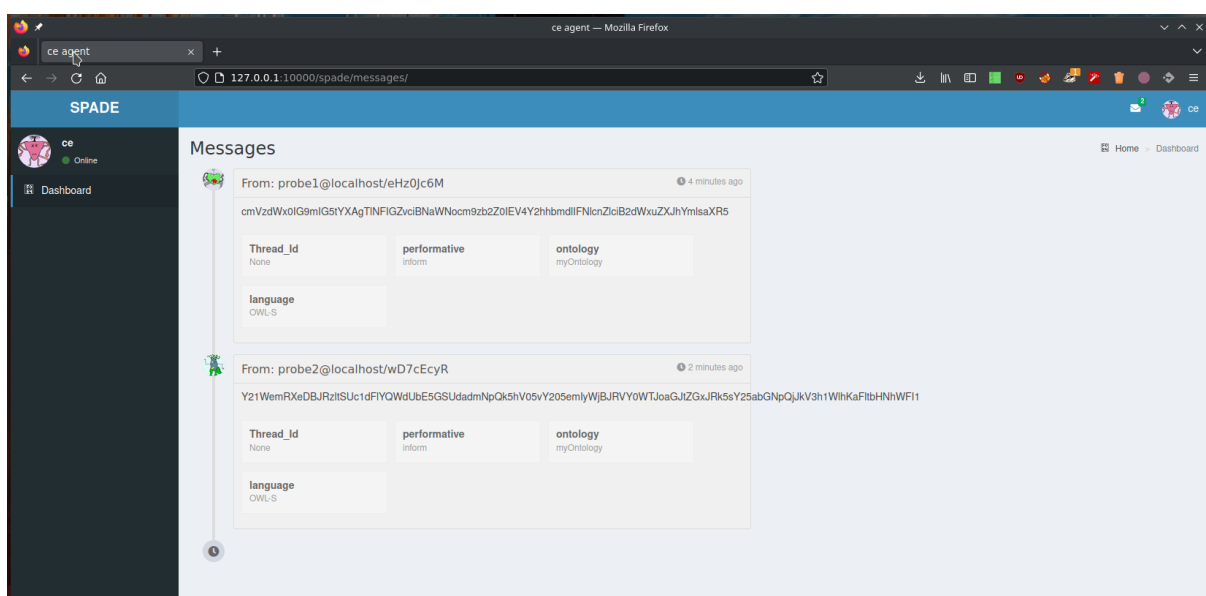 ce agent — Mozilla Firefox
ce agent
127.0.0.1:10000/spade/messages/
SPADE
2
ce
ce
Online
Dashboard
Messages
Home > Dashboard
From: probe1@localhost/eHz0Jc6M
4 minutes ago
cmVzdWx0IG9mIG5tYXAgTlNFIGZvciBNaWNocm9zb2Z0IEV4Y2hhbmdlIFNlcnZlciB2dWxuZXJhYmlsaXR5
Thread_Id
None
performative
inform
ontology
myOntology
language
OWL-S
From: probe2@localhost/wD7cEcyR
2 minutes ago
Thread_Id
None
performative
inform
ontology
myOntology
language
OWL-S